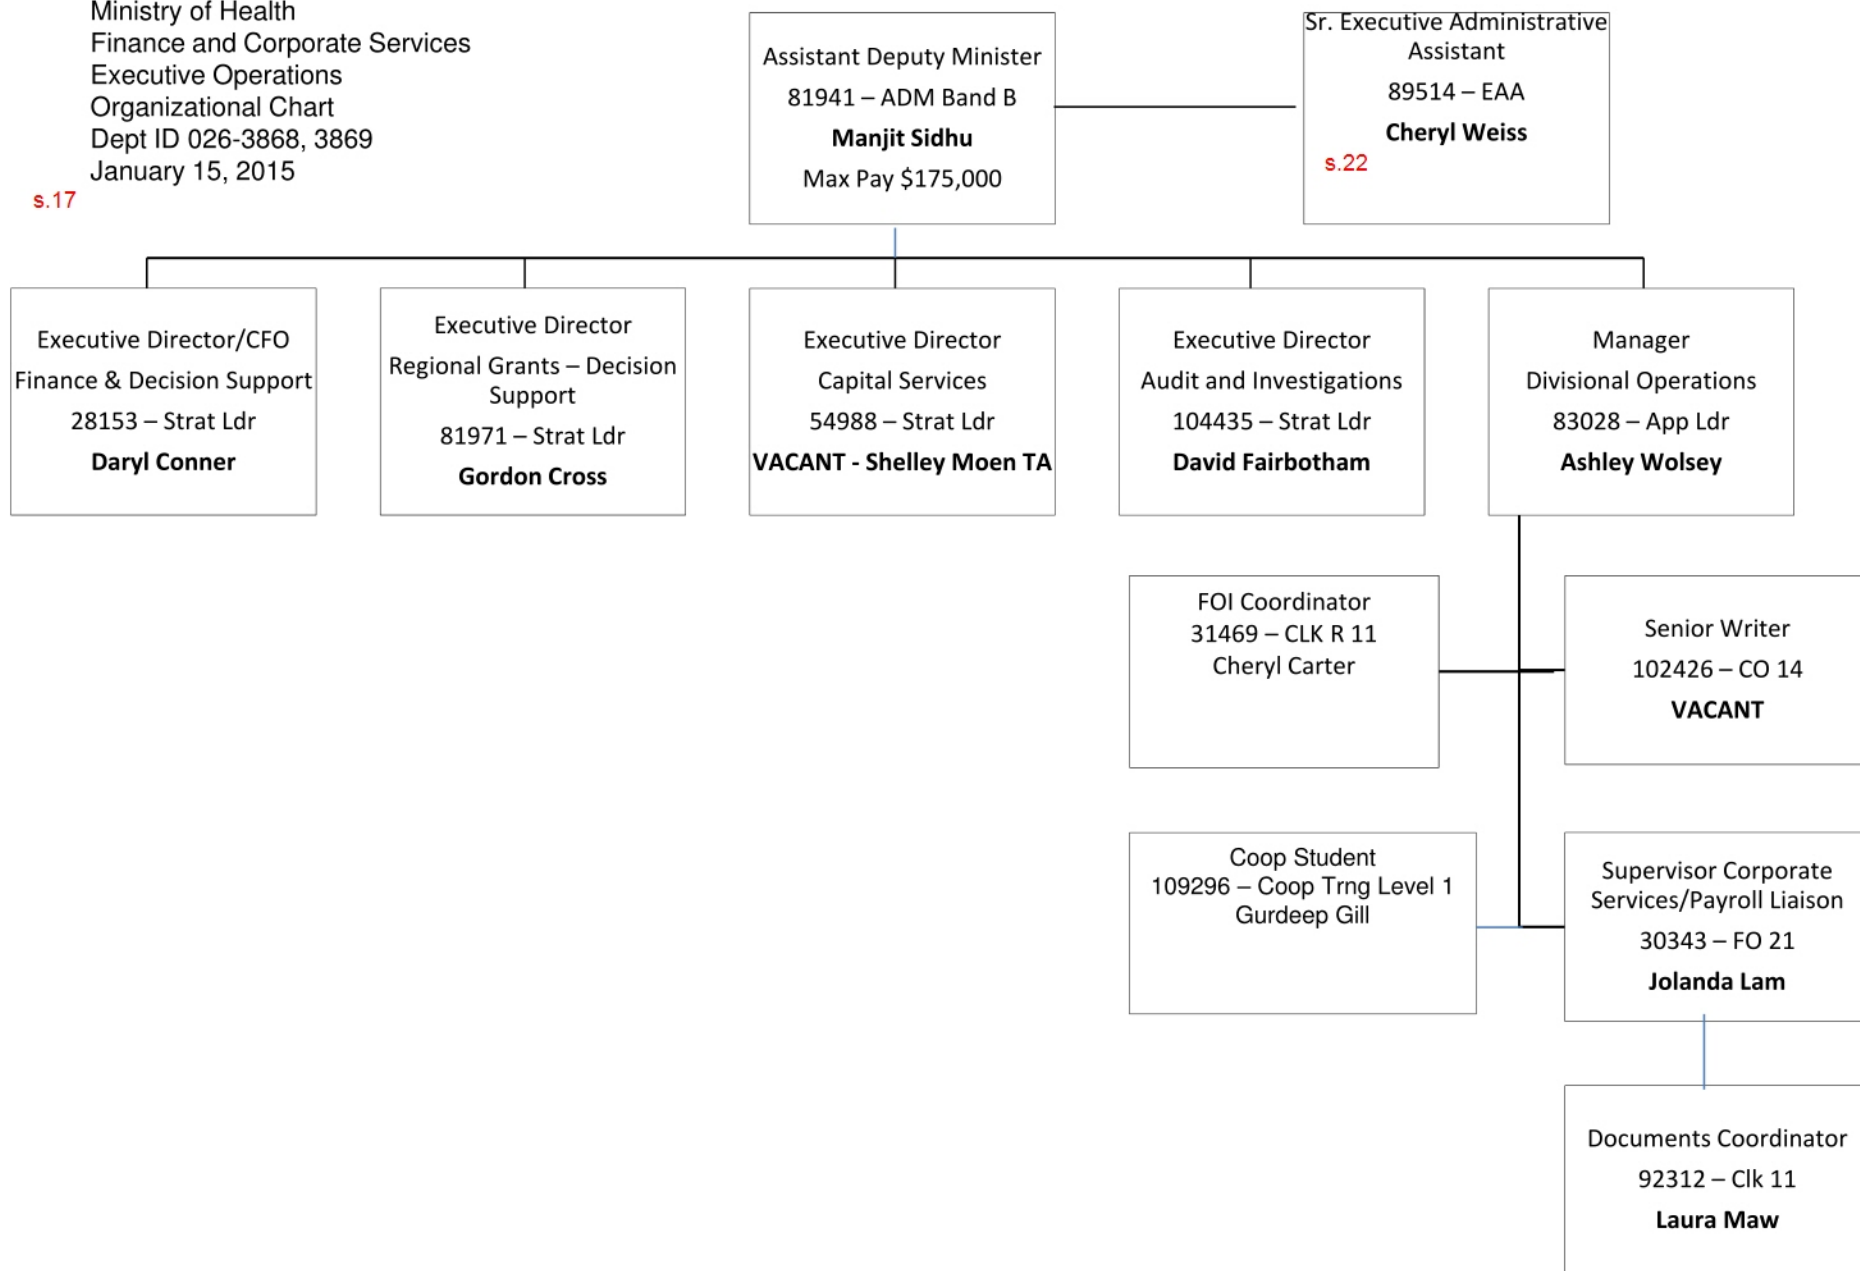 Ministry of Health
Finance and Corporate Services
Executive Operations
Organizational Chart
Dept ID 026-3868, 3869
January 15, 2015
s.17
Assistant Deputy Minister
81941 – ADM Band B
Manjit Sidhu
Max Pay $175,000
Sr. Executive Administrative
Assistant
89514 – EAA
Cheryl Weiss
s.22
Executive Director/CFO
Finance & Decision Support
28153 – Strat Ldr
Daryl Conner
Executive Director
Regional Grants – Decision
Support
81971 – Strat Ldr
Gordon Cross
Executive Director
Capital Services
54988 – Strat Ldr
VACANT - Shelley Moen TA
Executive Director
Audit and Investigations
104435 – Strat Ldr
David Fairbotham
Manager
Divisional Operations
83028 – App Ldr
Ashley Wolsey
FOI Coordinator
31469 – CLK R 11
Cheryl Carter
Senior Writer
102426 – CO 14
VACANT
Coop Student
109296 – Coop Trng Level 1
Gurdeep Gill
Supervisor Corporate
Services/Payroll Liaison
30343 – FO 21
Jolanda Lam
Documents Coordinator
92312 – Clk 11
Laura Maw